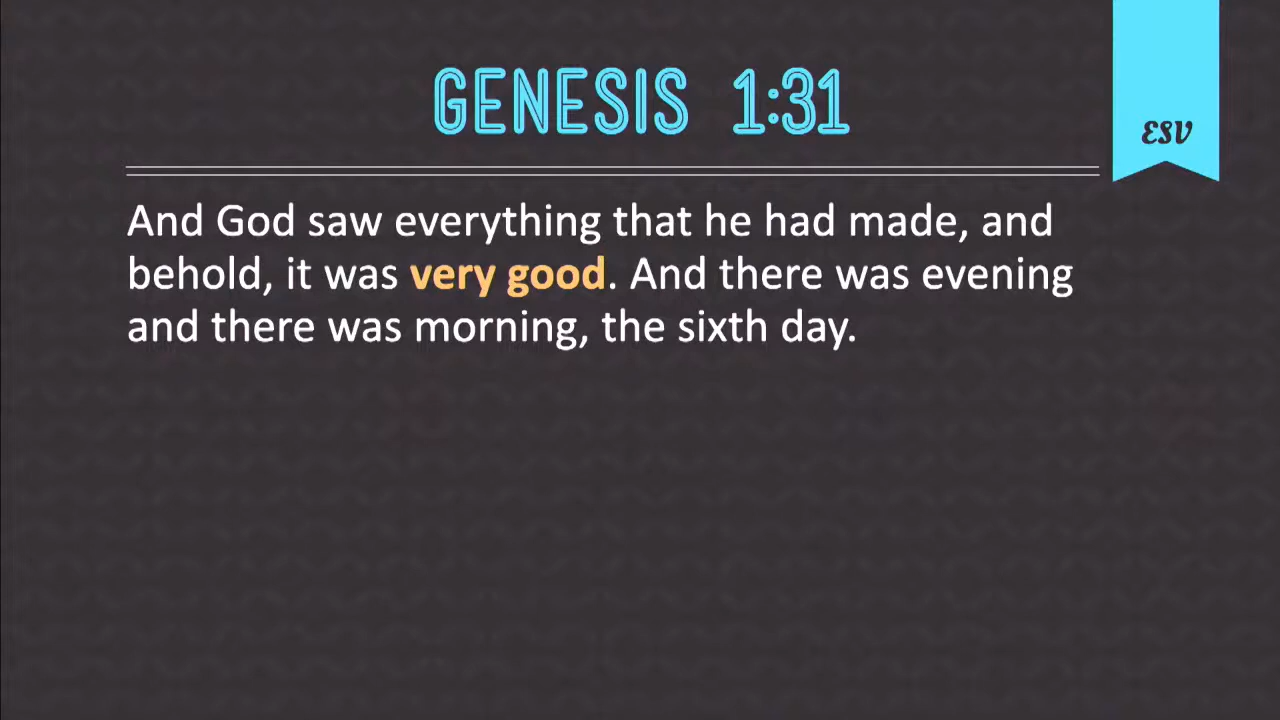 GENESIS 1:31
ESV
And God saw everything that he had made, and
behold, it was very good. And there was evening
and there was morning, the sixth day.